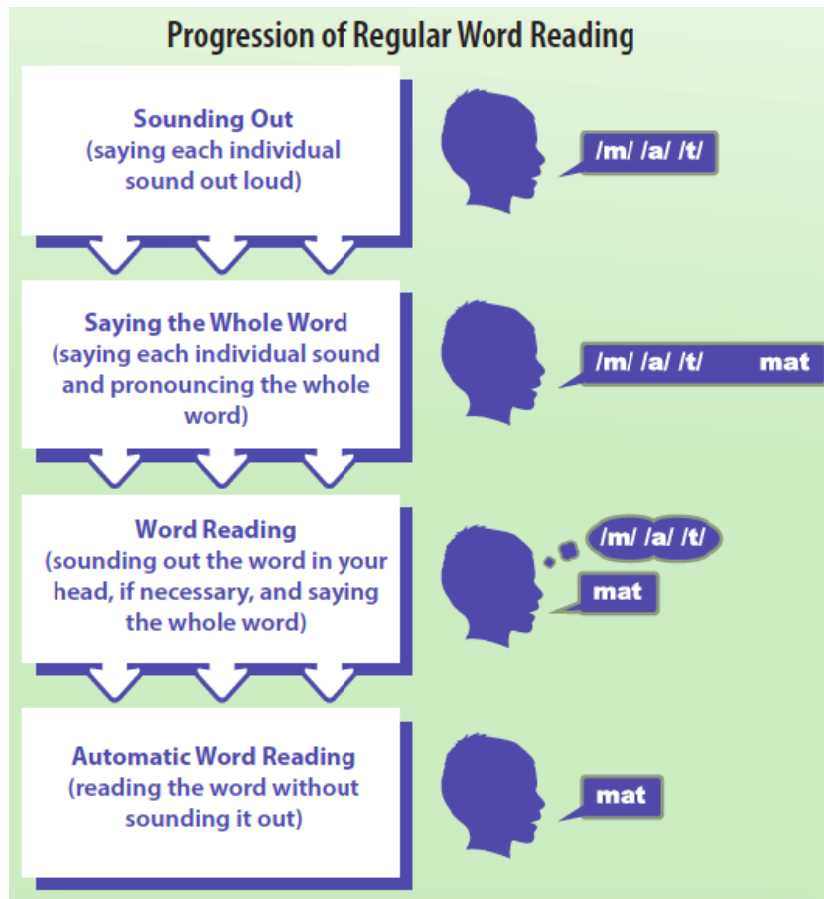 Progression of Regular Word Reading
Sounding Out
(saying each individual
sound out loud)
/m/ /a/ /t/
Saying the Whole Word
(saying each individual sound
and pronouncing the whole
word)
/m/ /a/ /t/ mat
Word Reading
(sounding out the word in your
head, if necessary, and saying
the whole word)
/m/ /a/ /t/
mat
Automatic Word Reading
(reading the word without
sounding it out)
mat